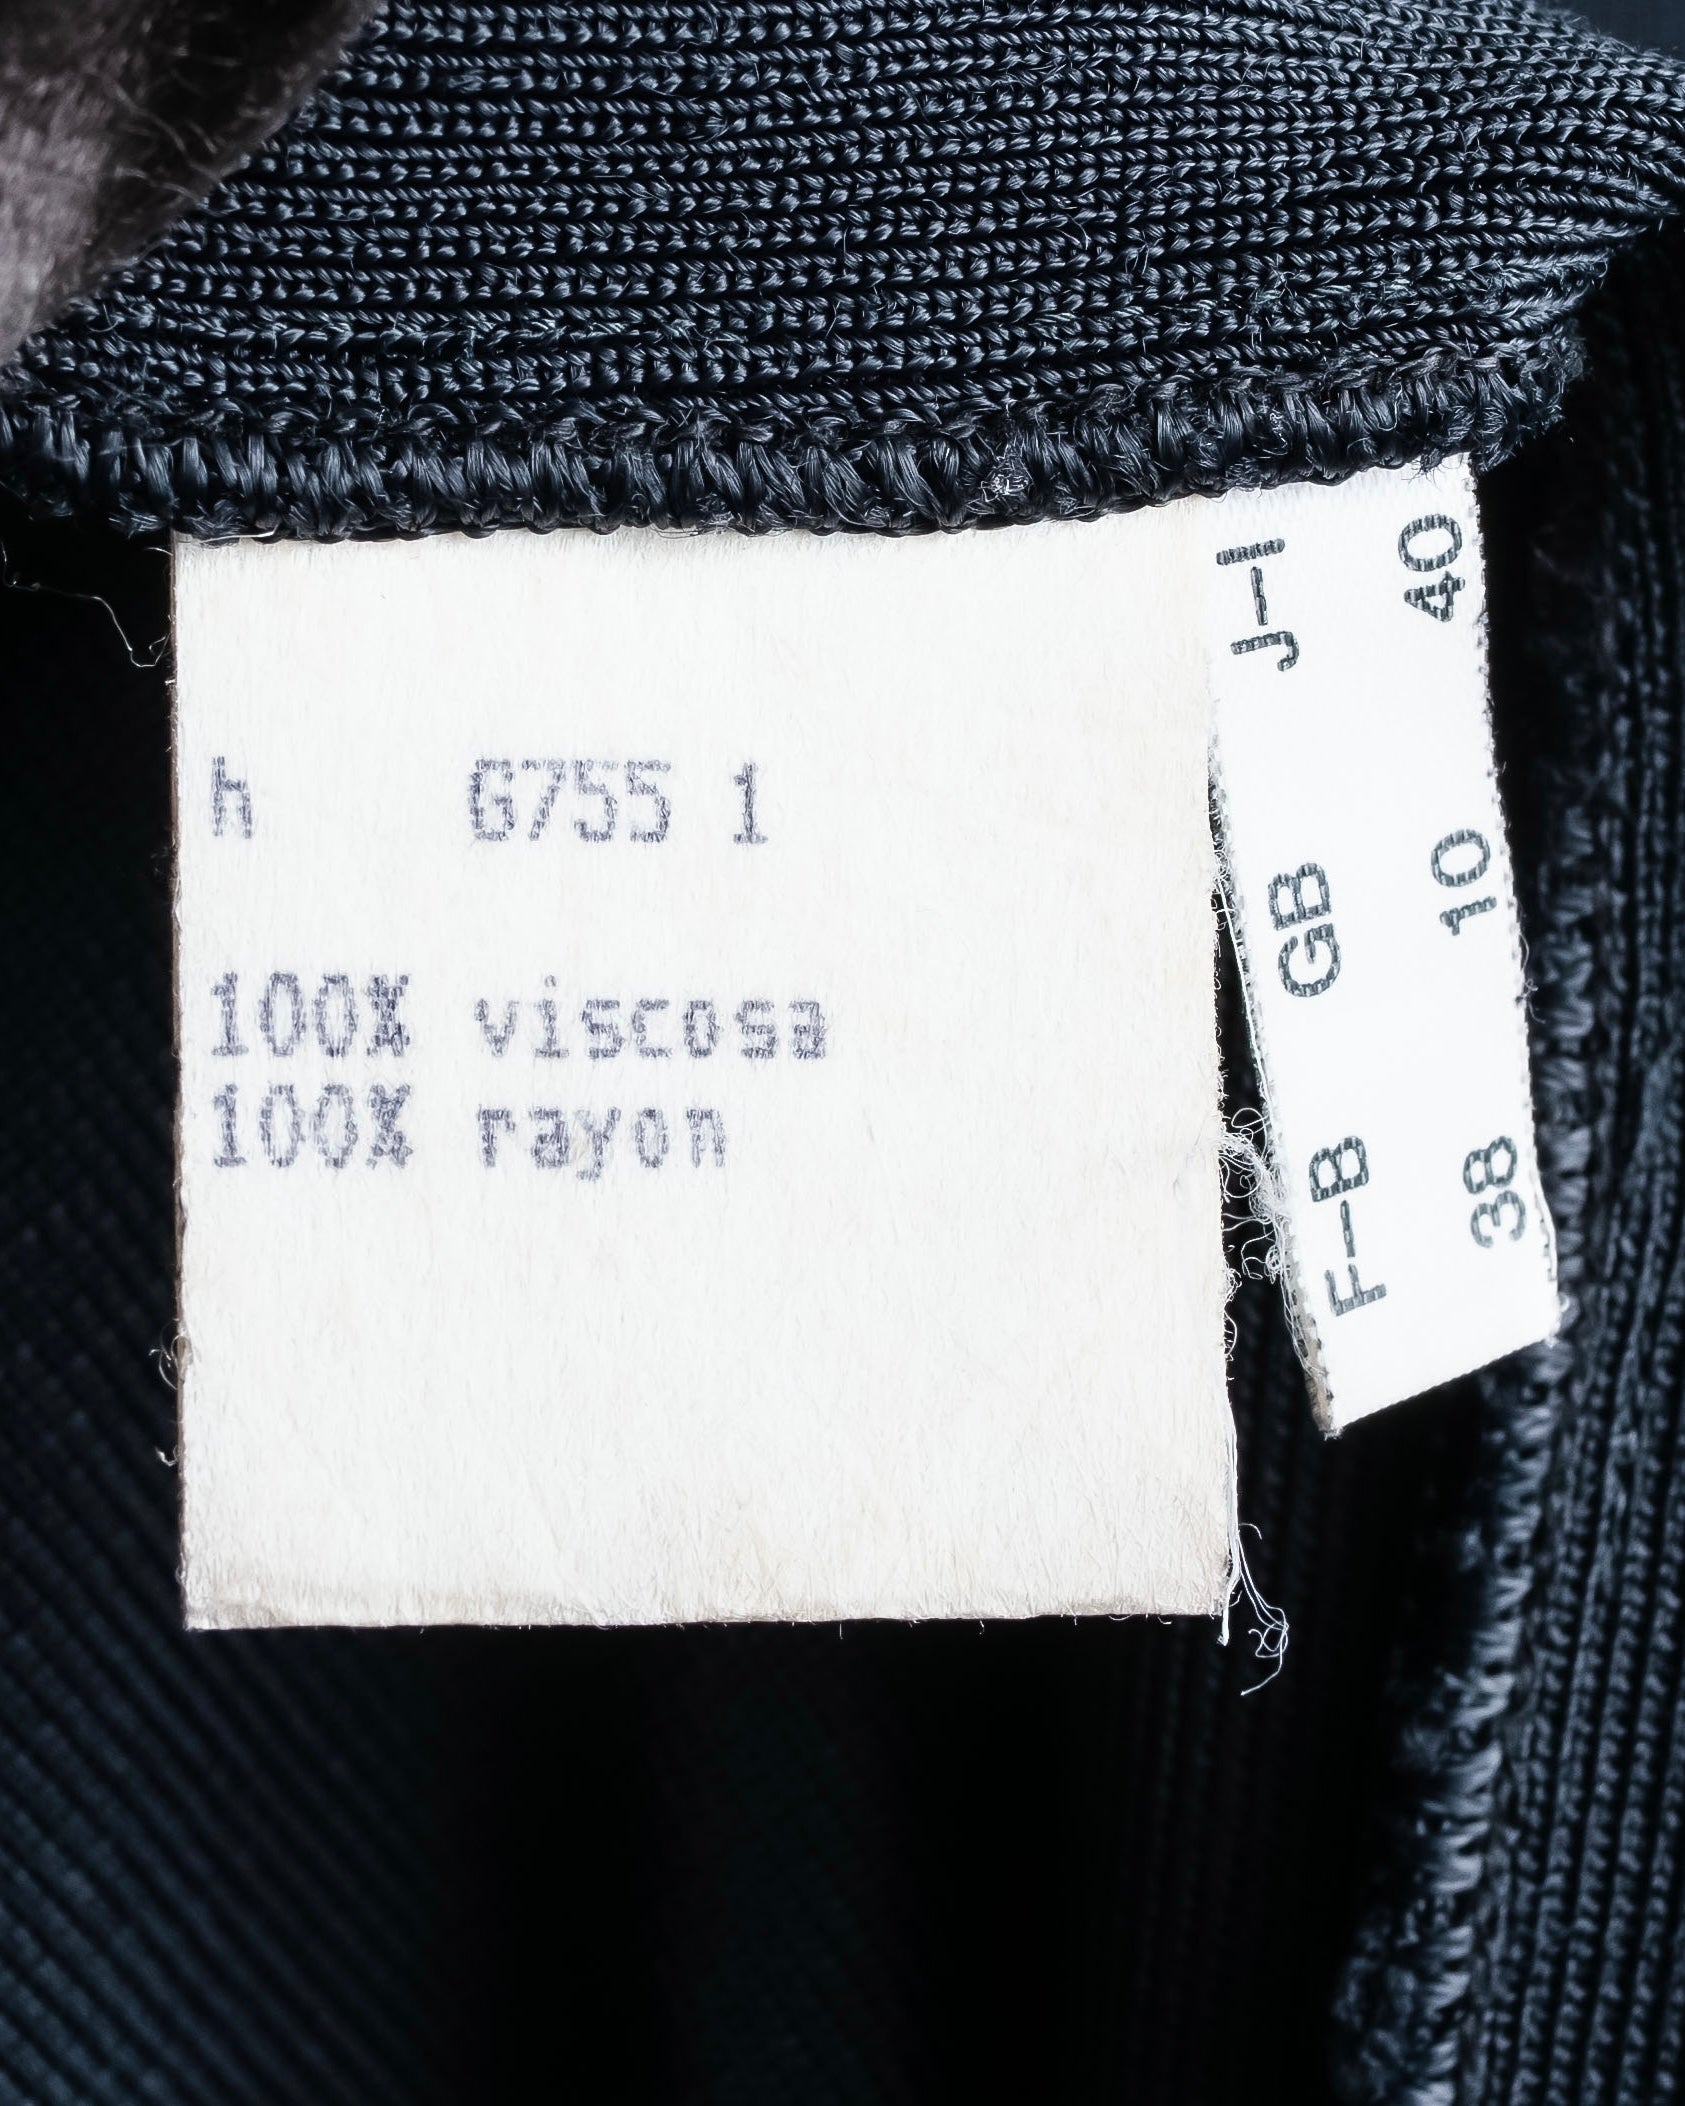 h G755 1
100% viscosa
100% rayon
F-B GB J-I
38 10 40